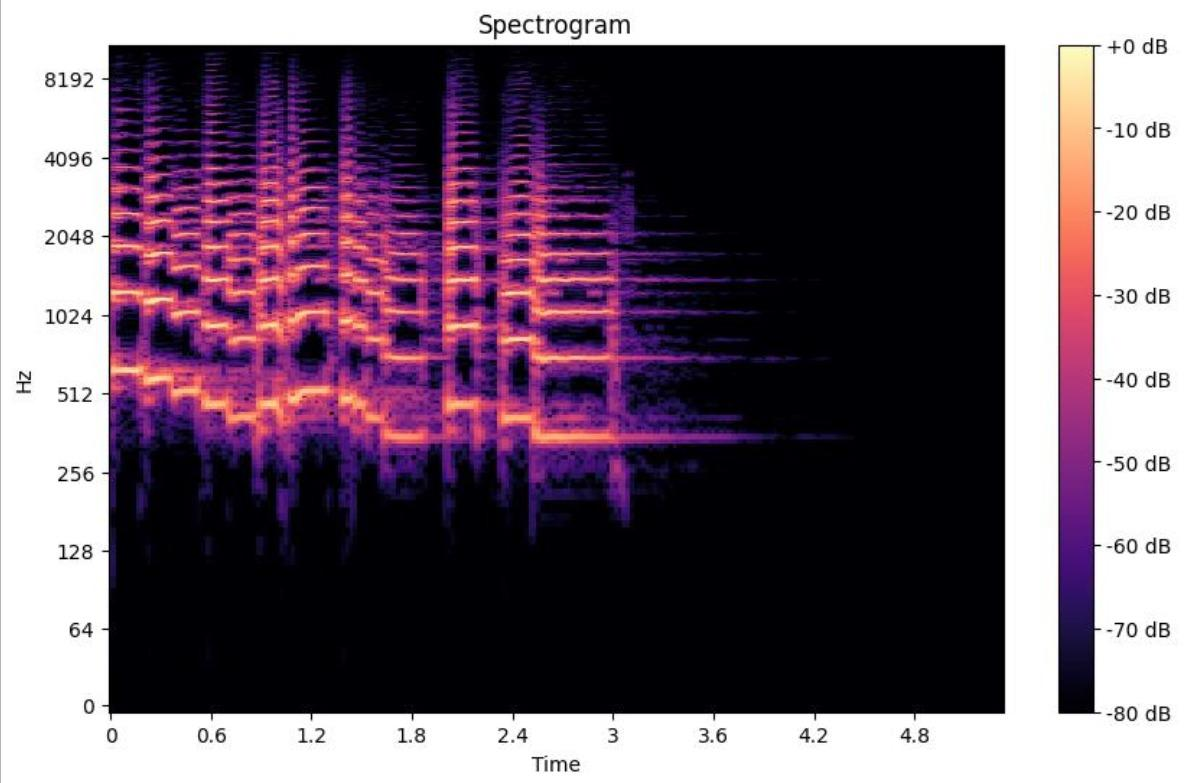 Spectrogram
8192
4096
2048
1024
512
256
128
64
0
Hz
0 0.6 1.2 1.8 2.4 3 3.6 4.2 4.8
Time
+0 dB
-10 dB
-20 dB
-30 dB
-40 dB
-50 dB
-60 dB
-70 dB
-80 dB